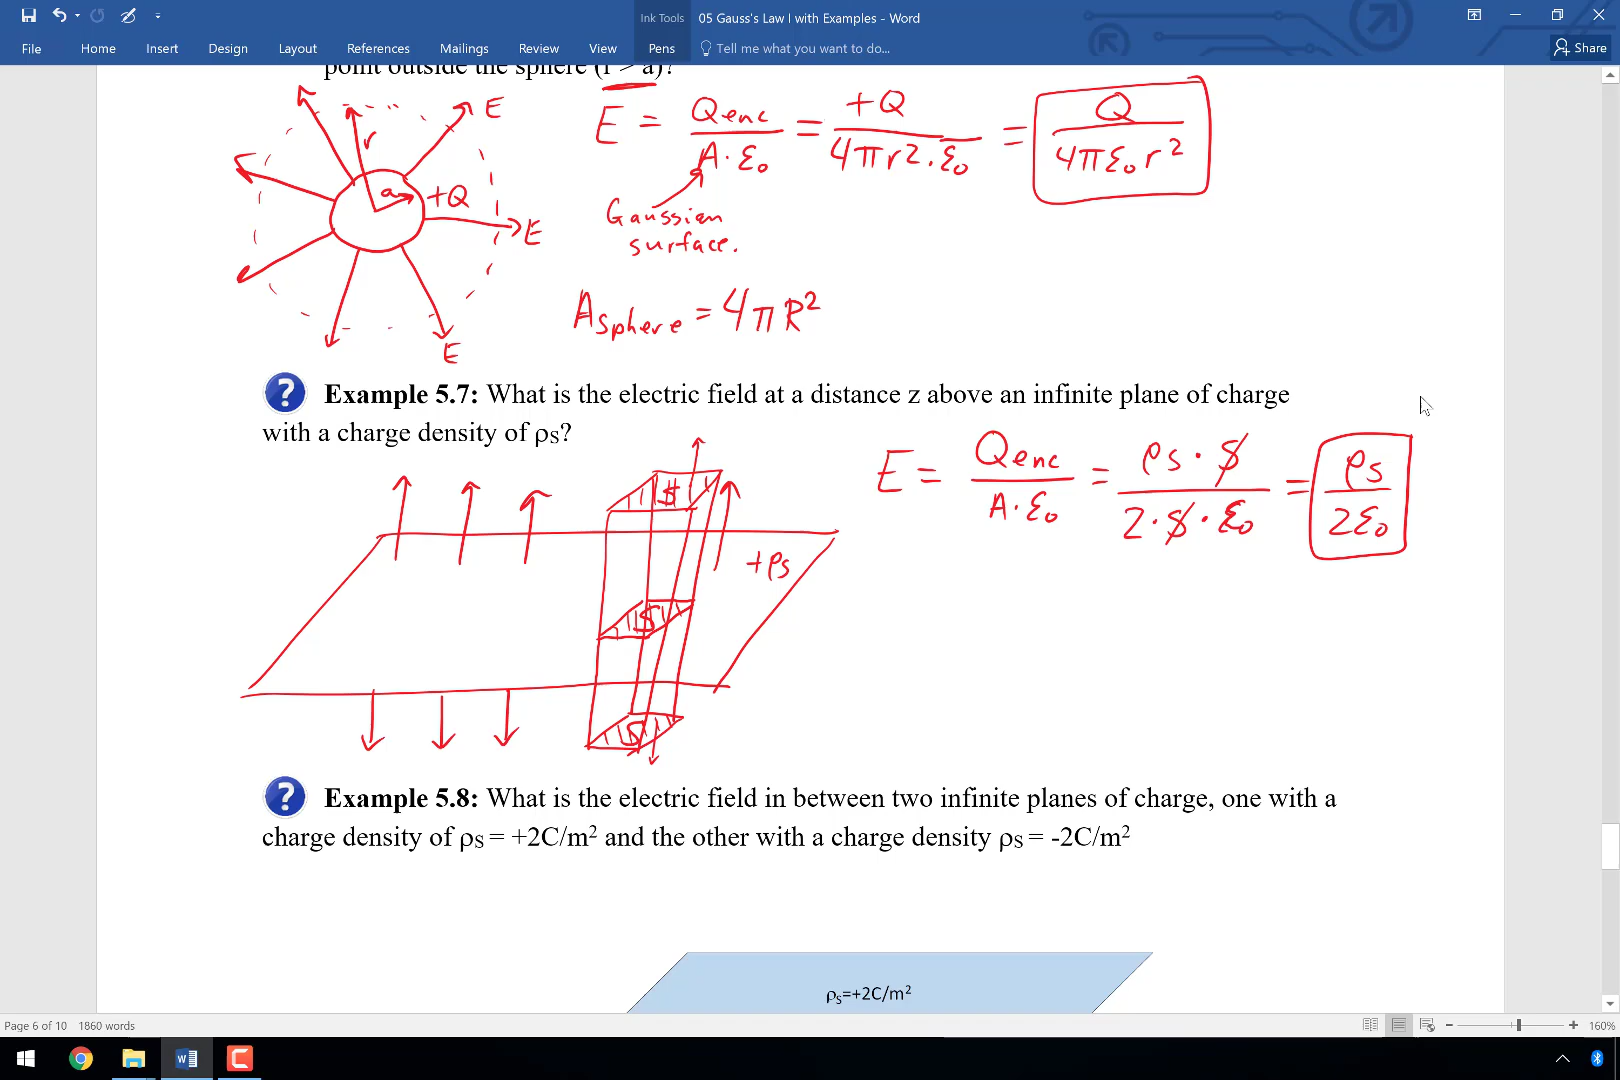 Ink Tools
05 Gauss's Law I with Examples - Word
File Home Insert Design Layout References Mailings Review View Pens Tell me what you want to do... Share
point outside the sphere (r > a)?
E = Qenc / A·ε₀ = +Q / 4πr2·ε₀ = Q / 4πε₀r²
E
r
a
+Q
E
E
Gaussian
surface.
Asphere = 4πR²
Example 5.7: What is the electric field at a distance z above an infinite plane of charge
with a charge density of ρS?
E = Qenc / A·ε₀ = ρs·$ / 2·$·ε₀ = ρs / 2ε₀
$
+ρs
$
$
Example 5.8: What is the electric field in between two infinite planes of charge, one with a
charge density of ρS = +2C/m² and the other with a charge density ρS = -2C/m²
ρs=+2C/m²
Page 6 of 10 1860 words
160%